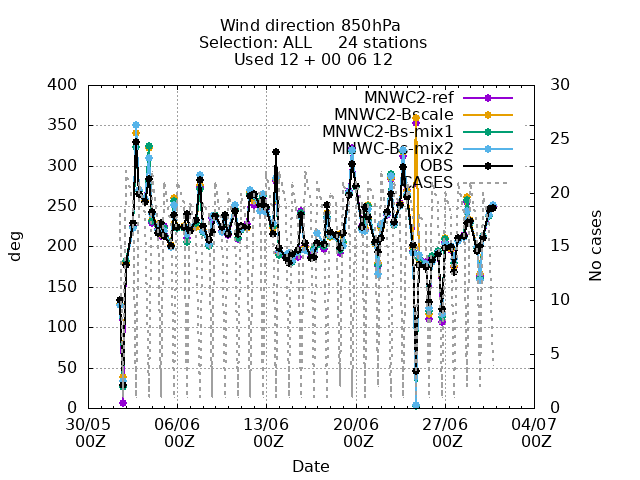 Wind direction 850hPa
Selection: ALL 24 stations
Used 12 + 00 06 12
400
350
300
250
200
150
100
50
0
deg
30
25
20
15
10
5
0
No cases
MNWC2-ref
MNWC2-Bscale
MNWC2-Bs-mix1
MNWC-Bs-mix2
OBS
CASES
30/05 06/06 13/06 20/06 27/06 04/07
00Z 00Z 00Z 00Z 00Z 00Z
Date